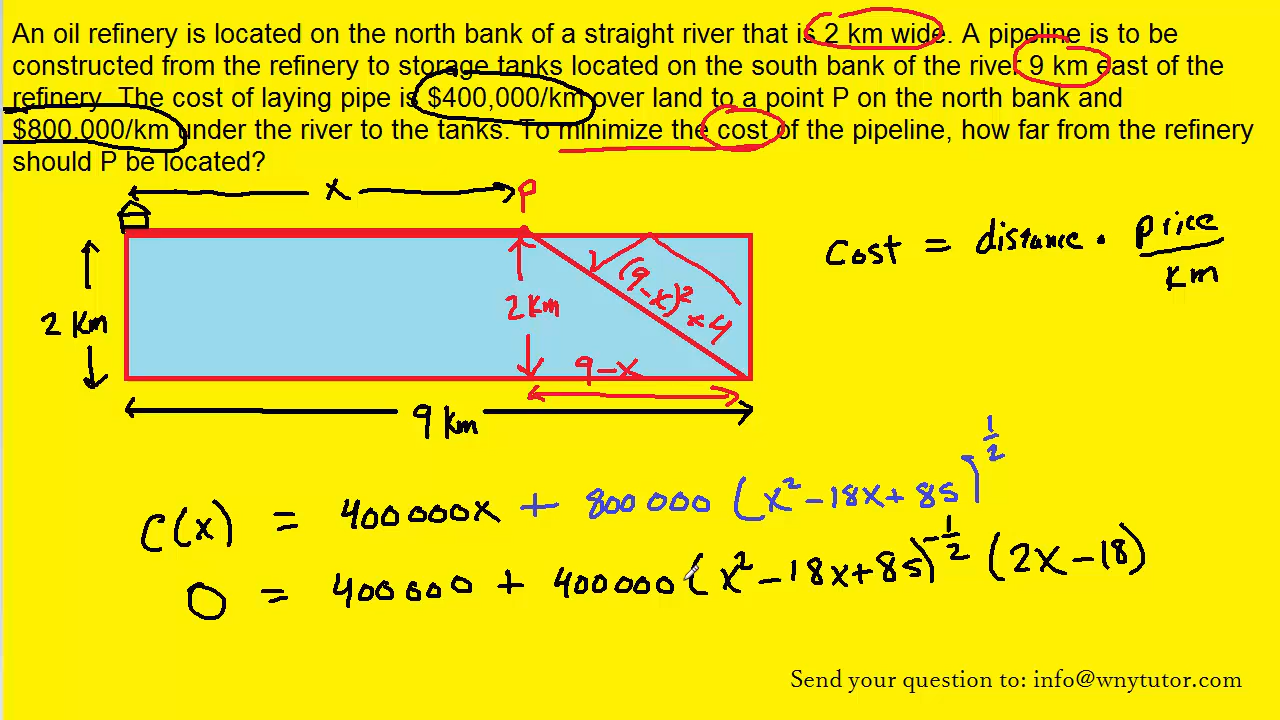 An oil refinery is located on the north bank of a straight river that is 2 km wide. A pipeline is to be
constructed from the refinery to storage tanks located on the south bank of the river 9 km east of the
refinery. The cost of laying pipe is $400,000/km over land to a point P on the north bank and
$800,000/km under the river to the tanks. To minimize the cost of the pipeline, how far from the refinery
should P be located?
x P
Cost = distance · price/km
√(9-x)² + 4
2 Km
2 Km
9-x
9 Km
C(x) = 400000x + 800000 (x² - 18x + 85)^1/2
0 = 400000 + 400000 (x² - 18x + 85)^-1/2 (2x - 18)
Send your question to: info@wnytutor.com